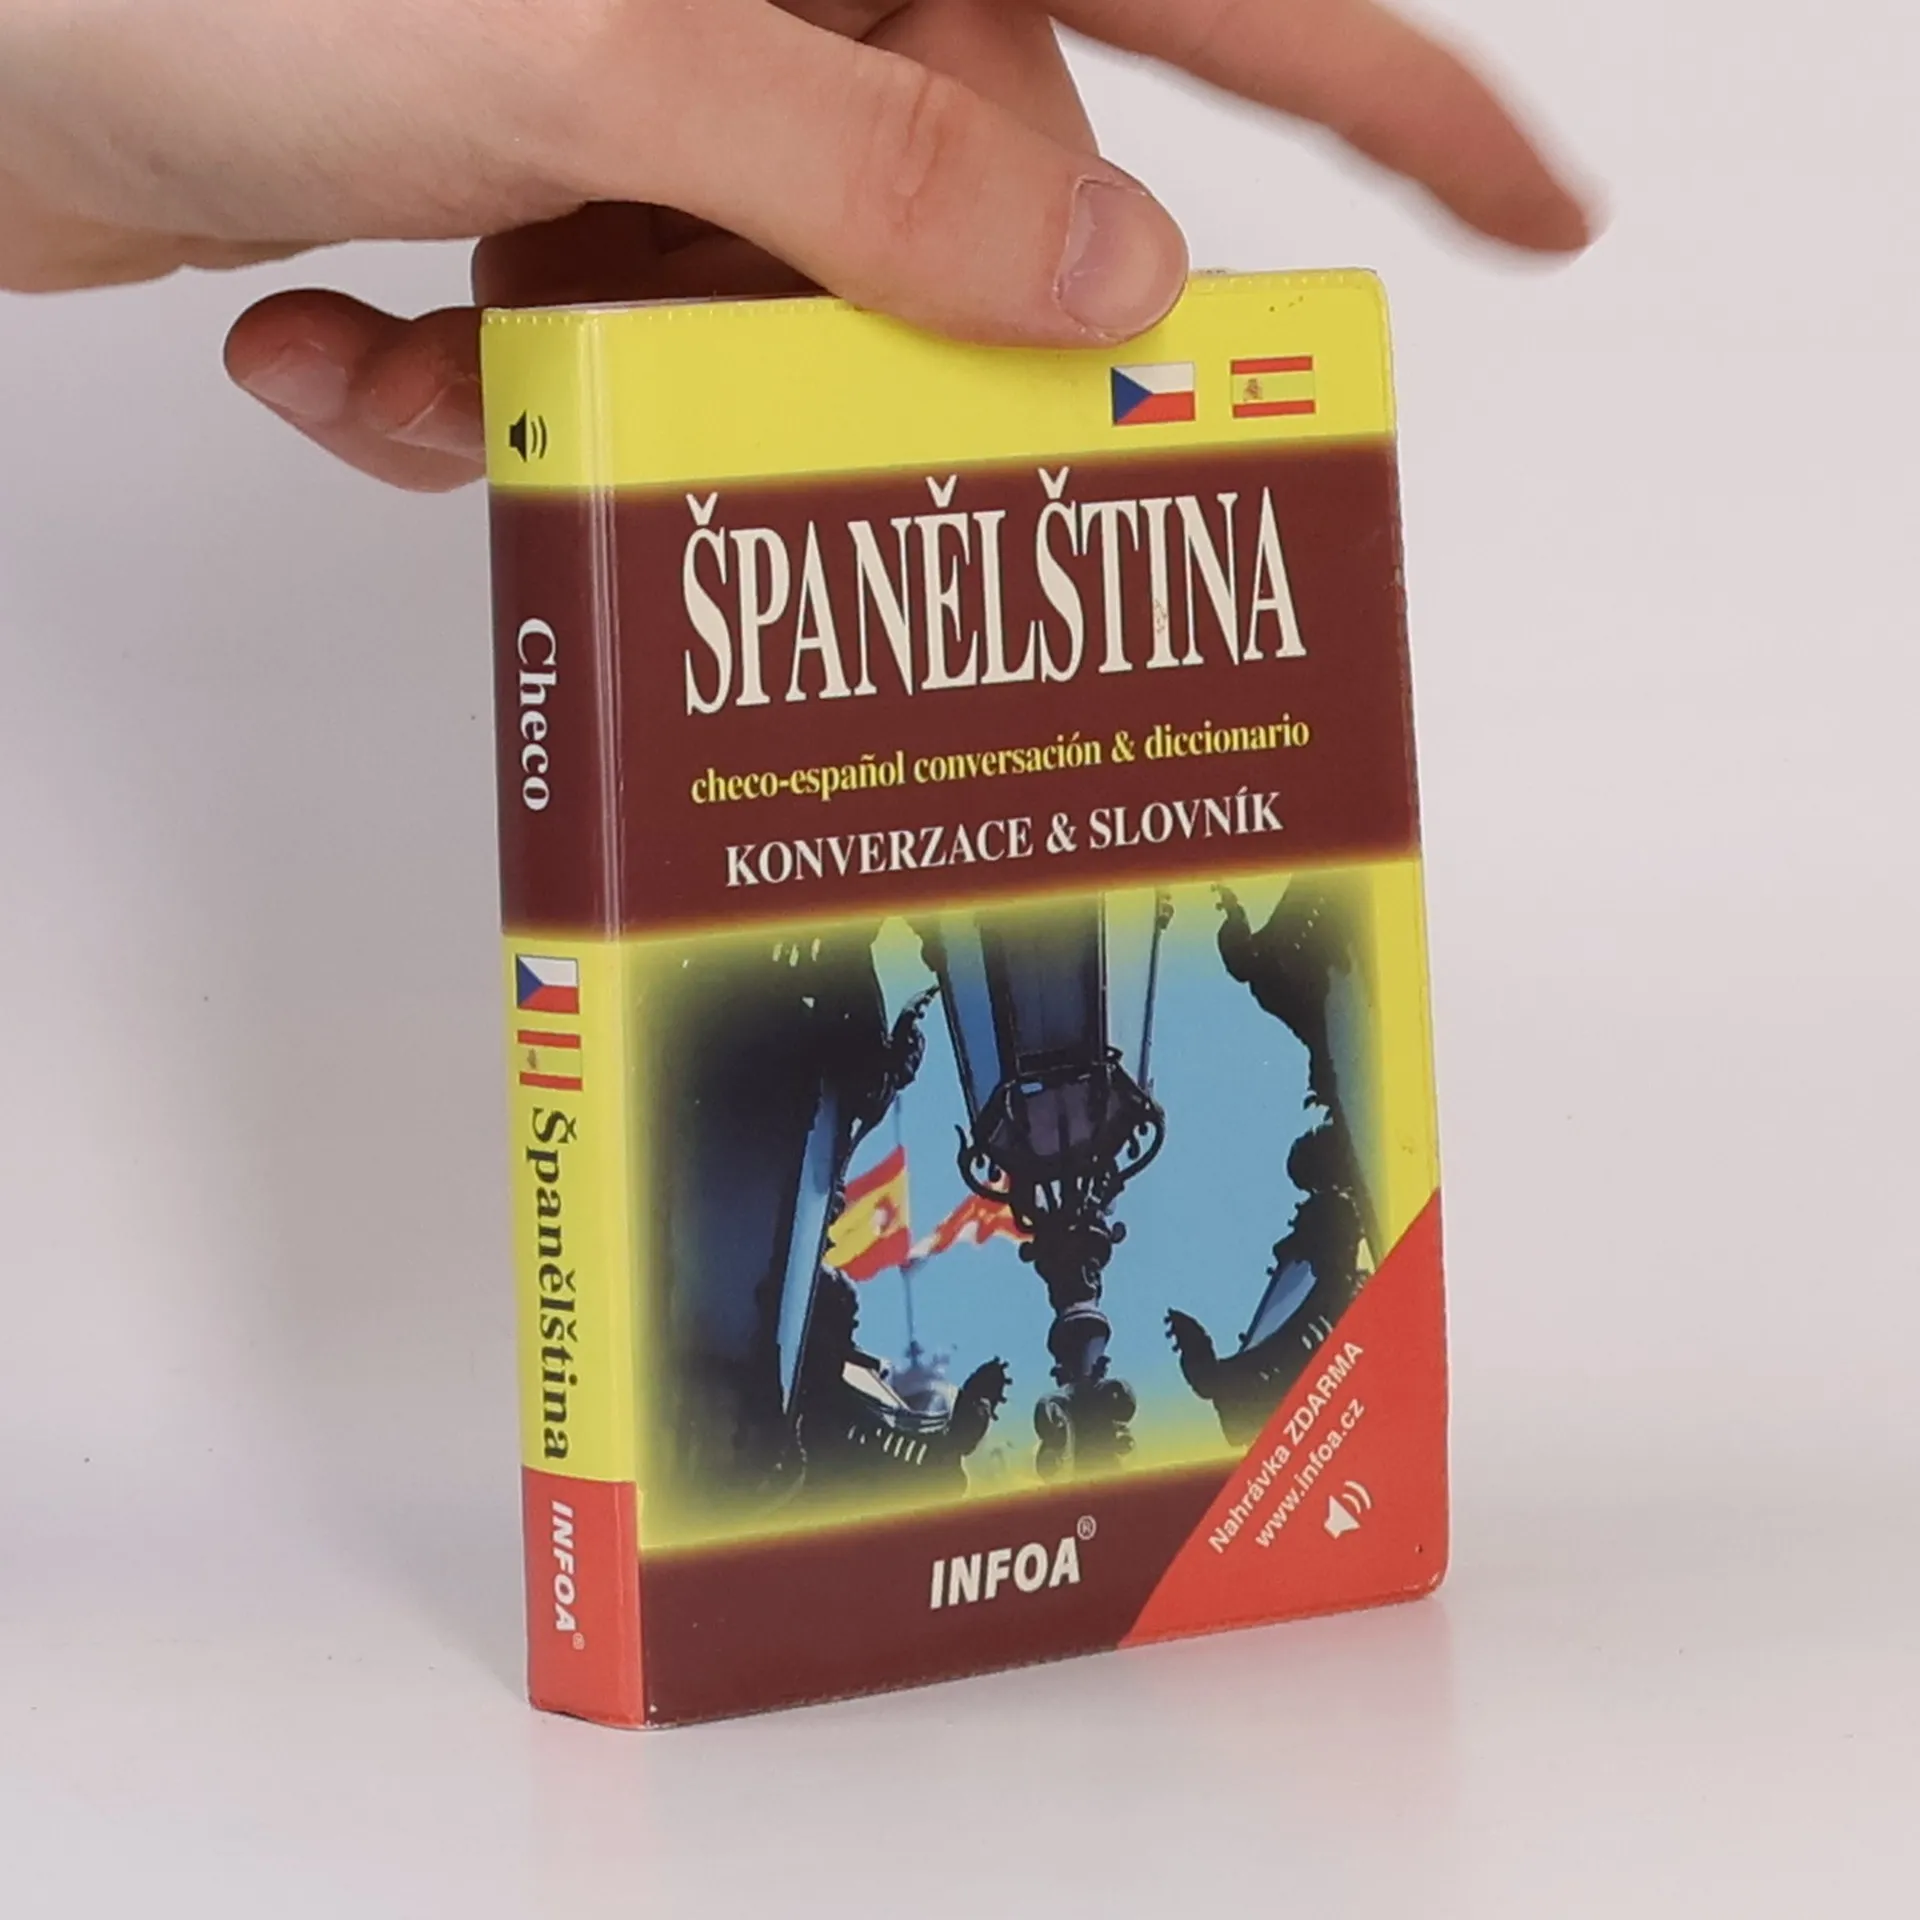 ŠPANĚLŠTINA
checo-español conversación & diccionario
KONVERZACE & SLOVNÍK
Nahrávka ZDARMA
www.infoa.cz
INFOA®
Checo
Španělština
INFOA®